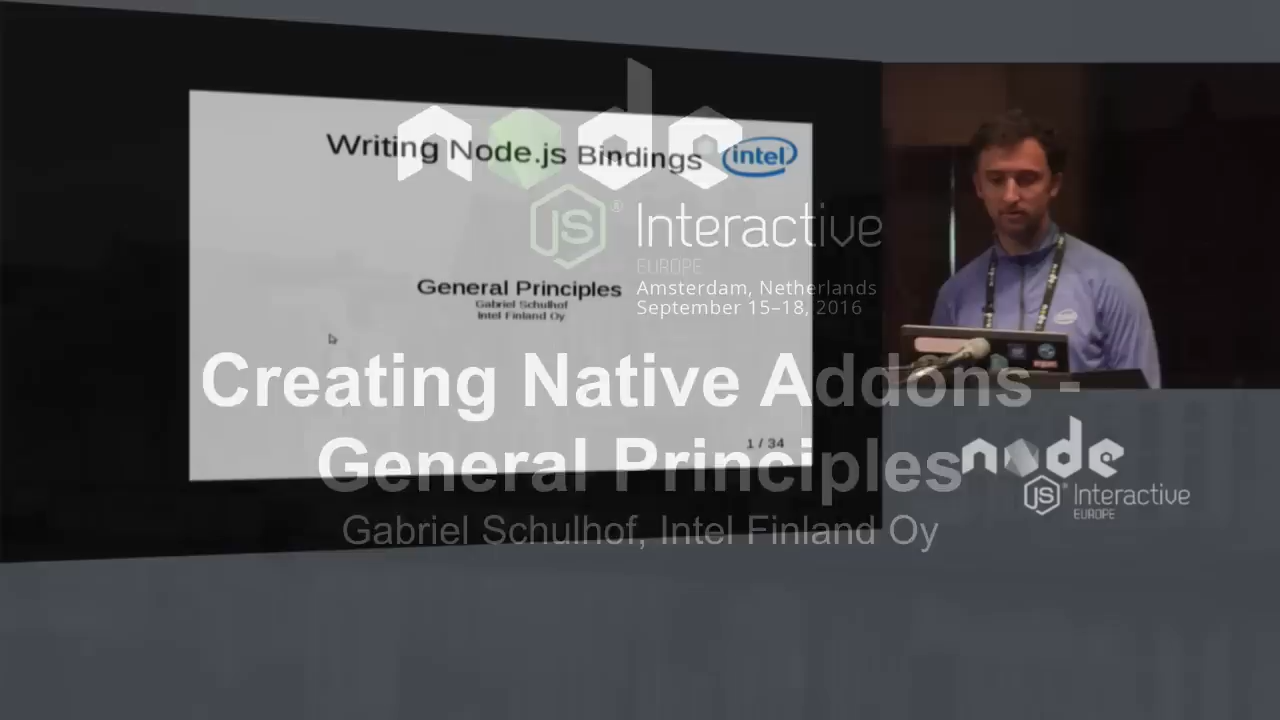 Writing Node.js Bindings
intel
General Principles
Gabriel Schulhof
Intel Finland Oy
1 / 34
node
JS® Interactive
EUROPE
Amsterdam, Netherlands
September 15–18, 2016
Creating Native Addons -
General Principles
Gabriel Schulhof, Intel Finland Oy
node
JS® Interactive
EUROPE